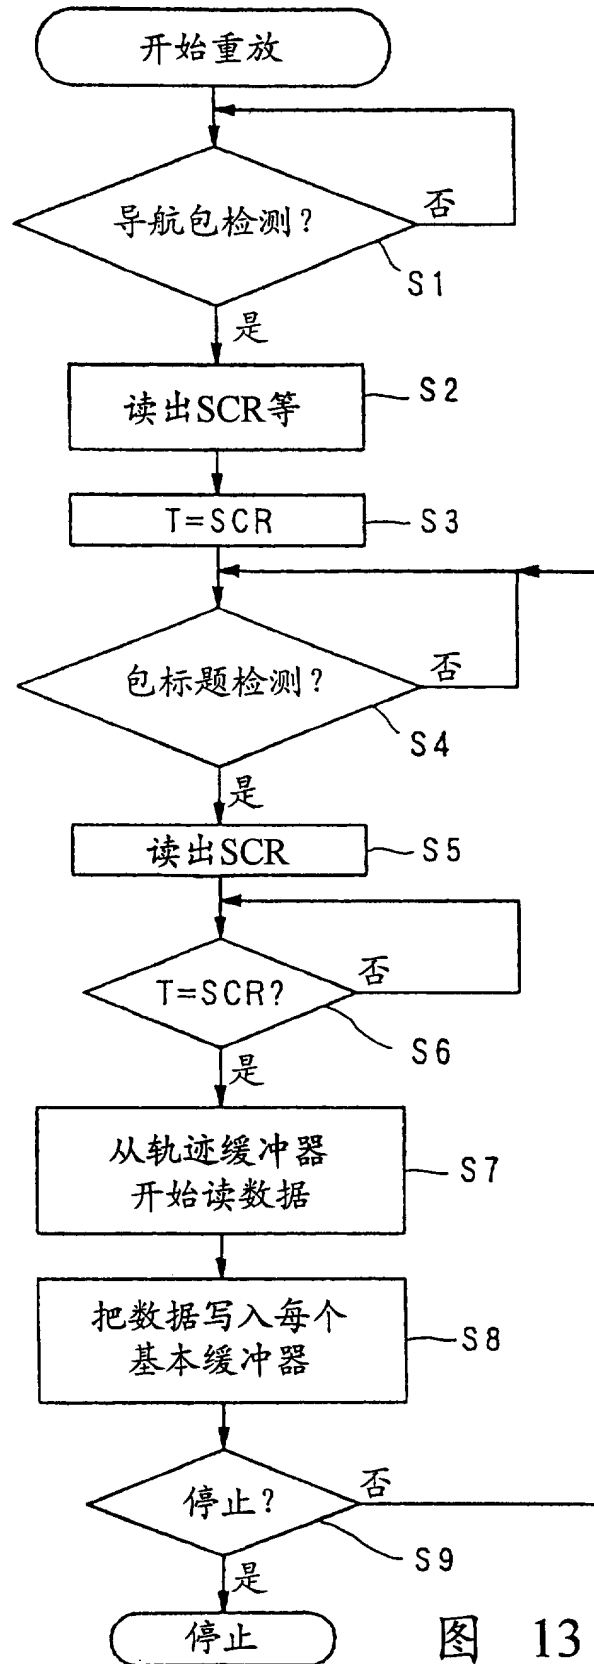 开始重放
导航包检测?
否
S1
是
读出SCR等
S2
T=SCR
S3
包标题检测?
否
S4
是
读出SCR
S5
T=SCR?
否
S6
是
从轨迹缓冲器
开始读数据
S7
把数据写入每个
基本缓冲器
S8
停止?
否
S9
是
停止
图 13